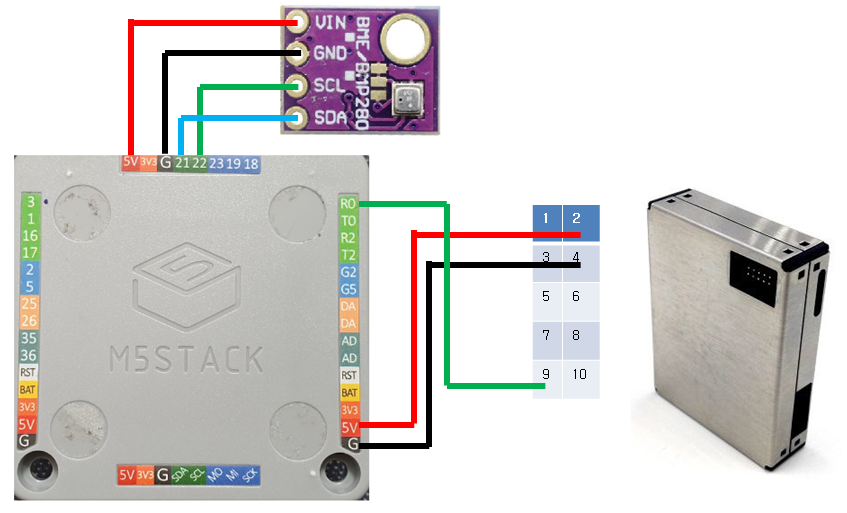 VIN
GND
SCL
SDA
BME/BMP280
5V 3V3 G 21 22 23 19 18
3
1
16
17
2
5
25
26
35
36
RST
BAT
3V3
5V
G
M5STACK
R0
T0
R2
T2
G2
G5
DA
DA
AD
AD
RST
BAT
3V3
5V
G
5V 3V3 G SDA SCL MO MI SCK
1 2
3 4
5 6
7 8
9 10